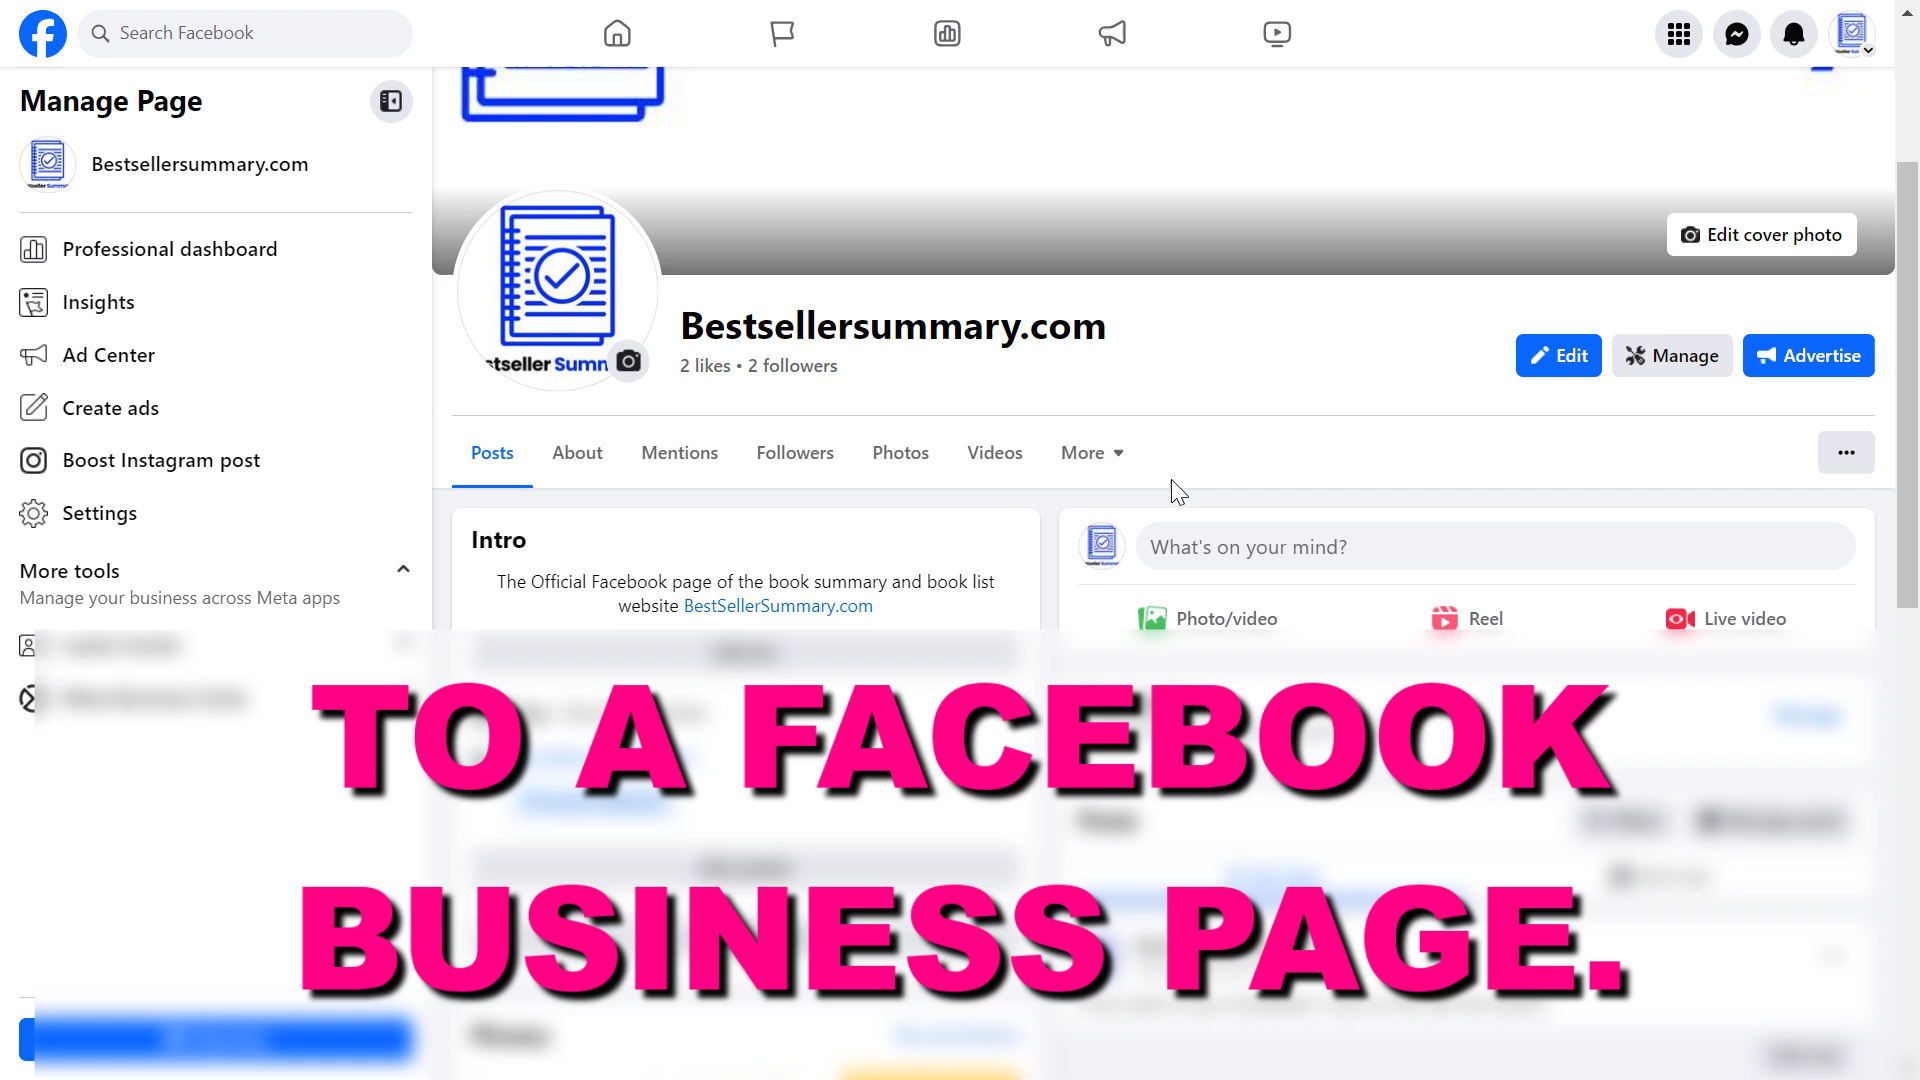 Search Facebook
Manage Page
Bestsellersummary.com
Professional dashboard
Insights
Ad Center
Create ads
Boost Instagram post
Settings
More tools
Manage your business across Meta apps
Edit cover photo
tseller Summ
Bestsellersummary.com
2 likes • 2 followers
Edit
Manage
Advertise
Posts
About
Mentions
Followers
Photos
Videos
More
Intro
The Official Facebook page of the book summary and book list
website BestSellerSummary.com
What's on your mind?
Photo/video
Reel
Live video
TO A FACEBOOK
BUSINESS PAGE.